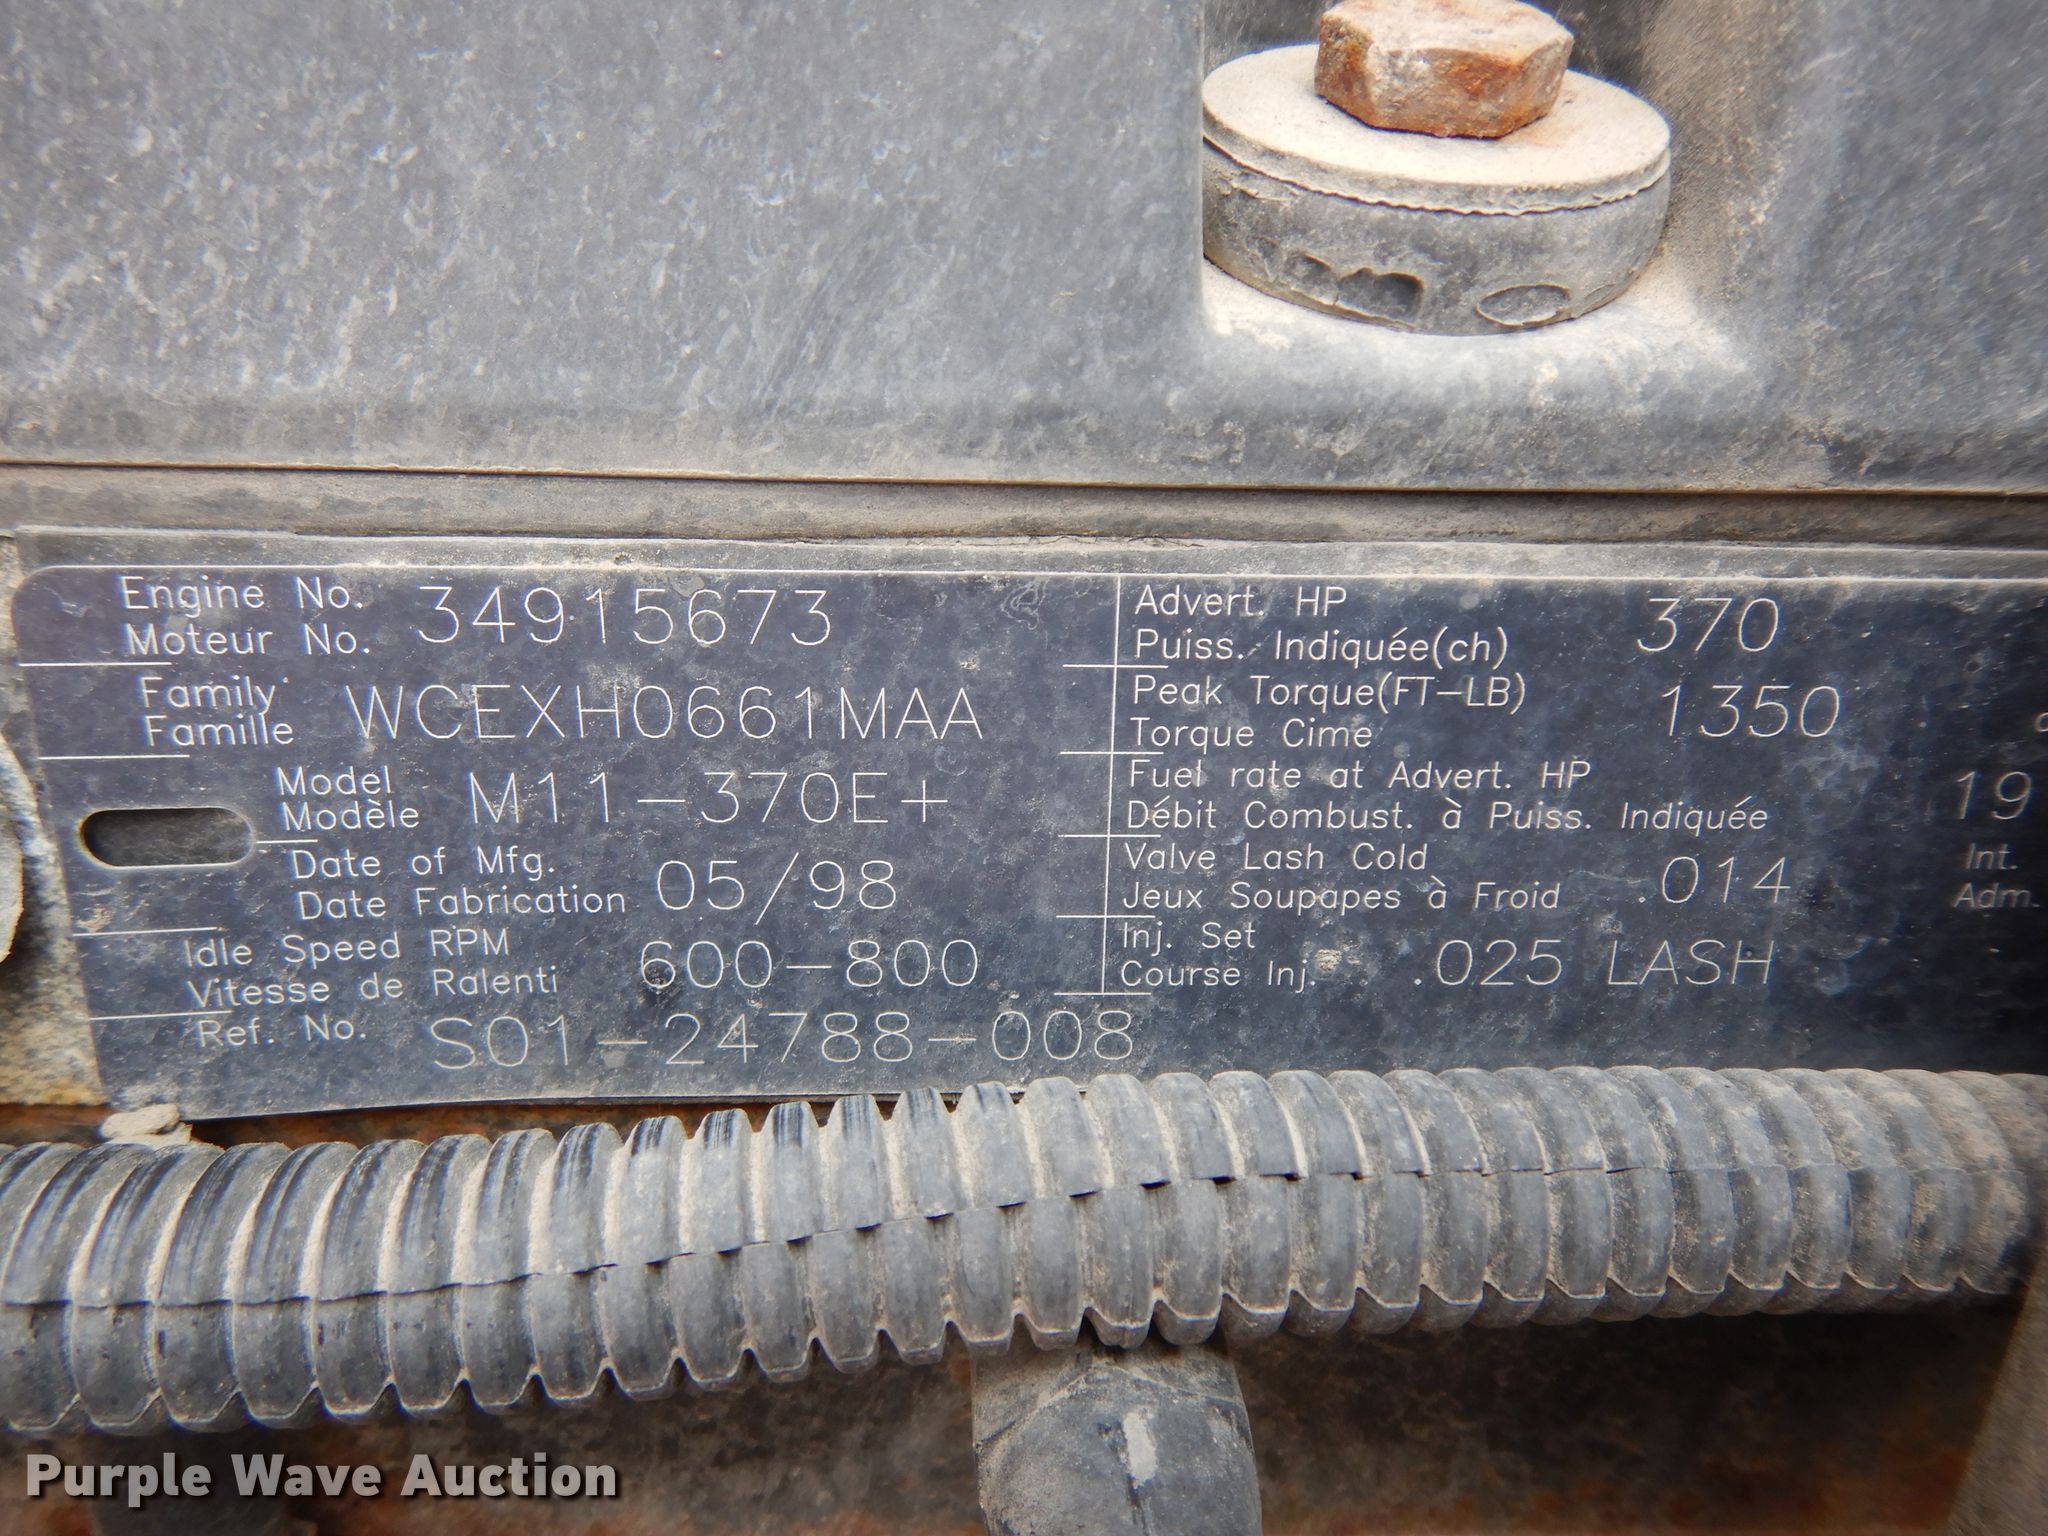 Engine No.
Moteur No. 34915673
Family
Famille WCEXH0661MAA
Model
Modèle M11-370E+
Date of Mfg.
Date Fabrication 05/98
Idle Speed RPM
Vitesse de Ralenti 600-800
Ref. No. S01-24788-008
Advert. HP
Puiss. Indiquée(ch) 370
Peak Torque(FT-LB)
Torque Cime 1350
Fuel rate at Advert. HP
Débit Combust. à Puiss. Indiquée 19
Valve Lash Cold
Jeux Soupapes à Froid .014
Int.
Adm.
Inj. Set
Course Inj. .025 LASH
Purple Wave Auction